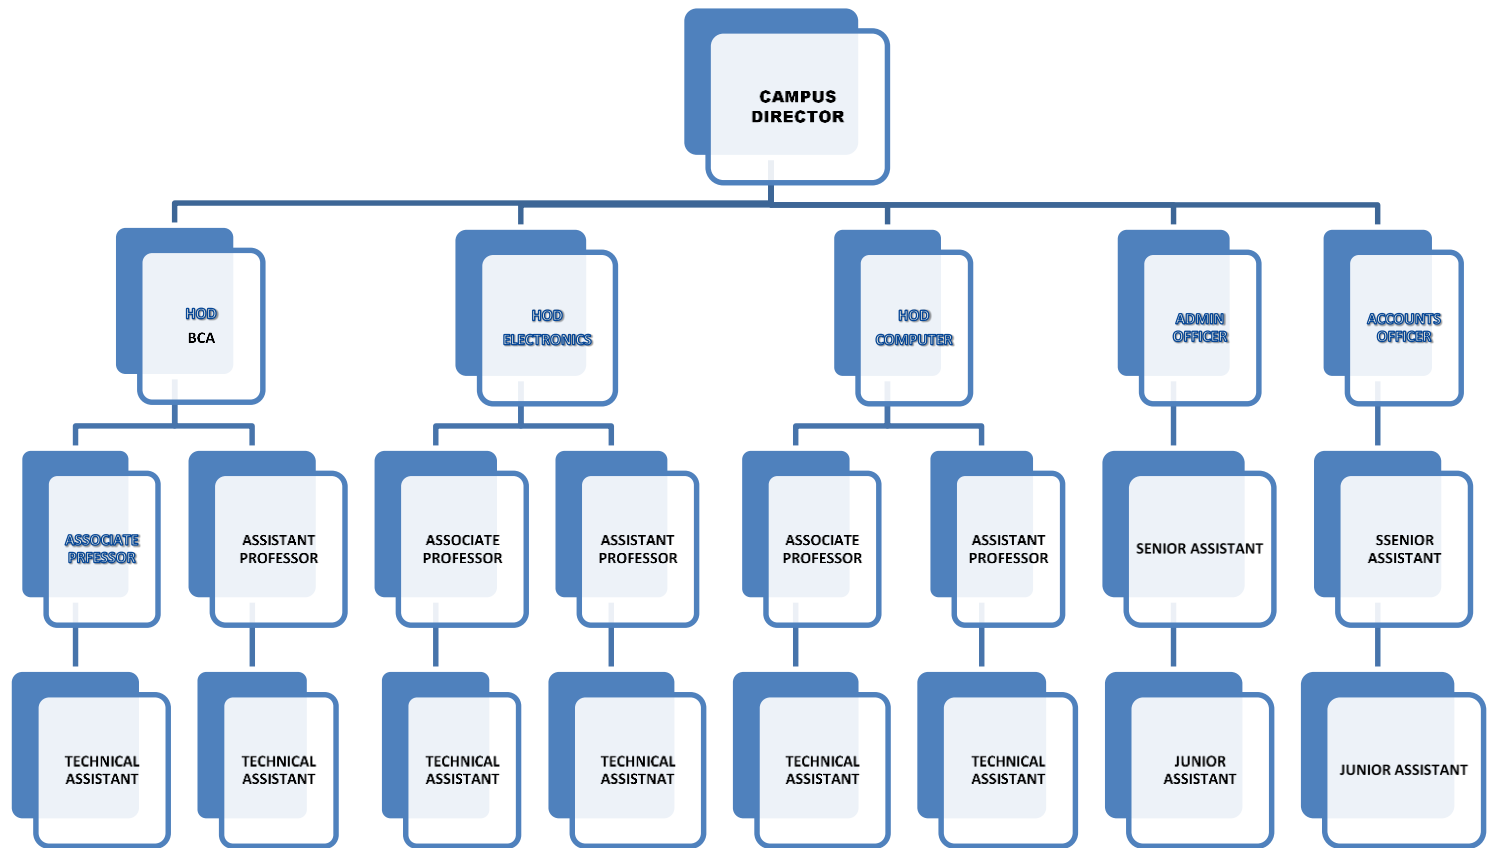 CAMPUS
DIRECTOR
HOD
BCA
HOD
ELECTRONICS
HOD
COMPUTER
ADMIN
OFFICER
ACCOUNTS
OFFICER
ASSOCIATE
PRFESSOR
ASSISTANT
PROFESSOR
ASSOCIATE
PROFESSOR
ASSISTANT
PROFESSOR
ASSOCIATE
PROFESSOR
ASSISTANT
PROFESSOR
SENIOR ASSISTANT
SSENIOR
ASSISTANT
TECHNICAL
ASSISTANT
TECHNICAL
ASSISTANT
TECHNICAL
ASSISTANT
TECHNICAL
ASSISTNAT
TECHNICAL
ASSISTANT
TECHNICAL
ASSISTANT
JUNIOR
ASSISTANT
JUNIOR ASSISTANT